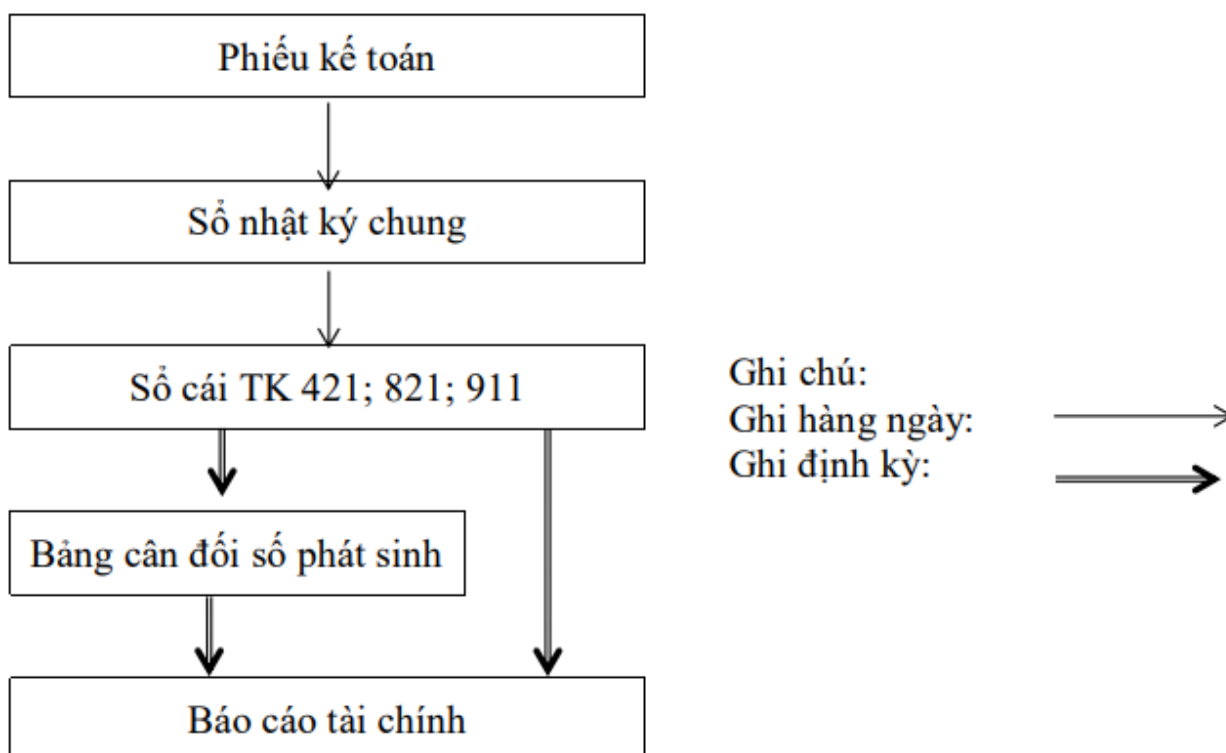 Phiếu kế toán
Sổ nhật ký chung
Sổ cái TK 421; 821; 911
Ghi chú:
Ghi hàng ngày:
Ghi định kỳ:
Bảng cân đối số phát sinh
Báo cáo tài chính